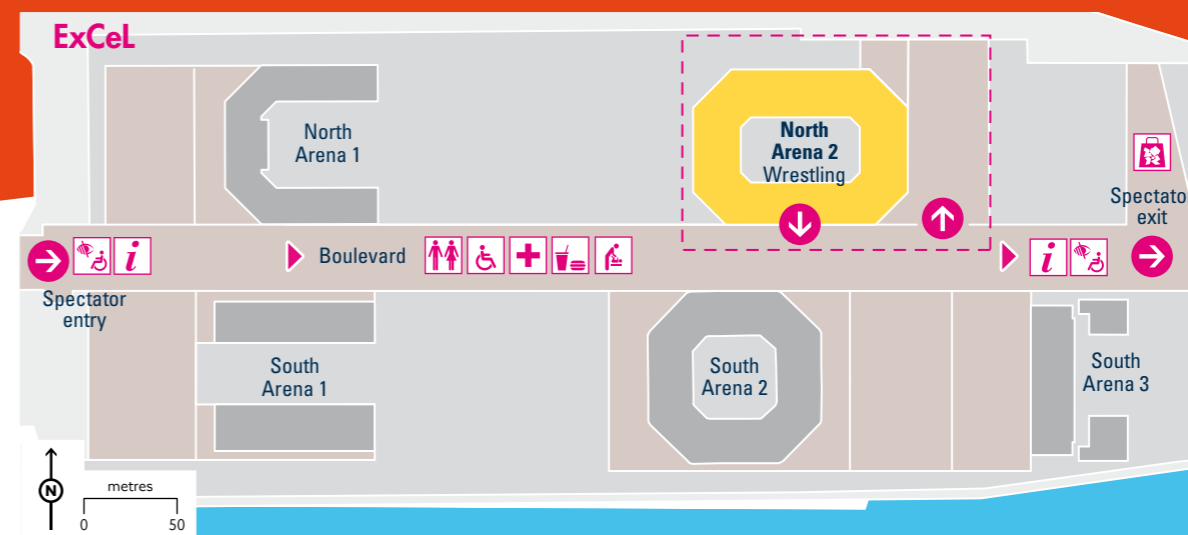 ExCeL
North
Arena 1
North
Arena 2
Wrestling
Spectato
exit
Boulevard
i
i
Spectator
entry
South
Arena 1
South
Arena 2
South
Arena 3
N
metres
0 50